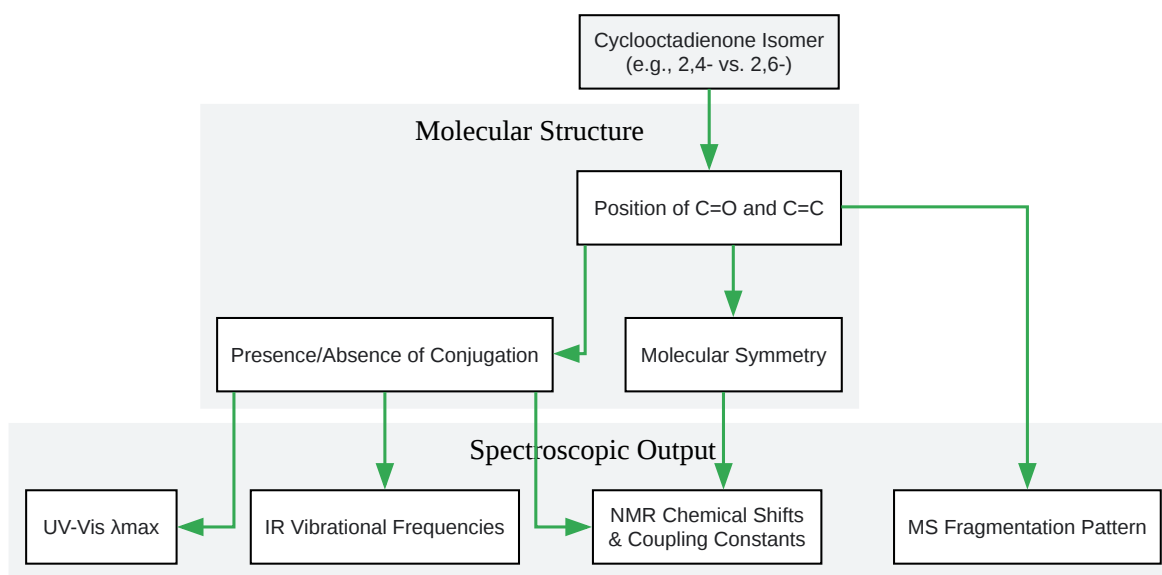 Cyclooctadienone Isomer
(e.g., 2,4- vs. 2,6-)
Molecular Structure
Position of C=O and C=C
Presence/Absence of Conjugation
Molecular Symmetry
Spectroscopic Output
UV-Vis λmax
IR Vibrational Frequencies
NMR Chemical Shifts
& Coupling Constants
MS Fragmentation Pattern